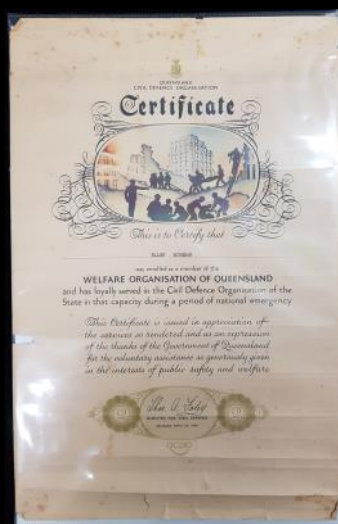 QUEENSLAND
CIVIL DEFENCE ORGANISATION
Certificate
This is to Certify that
was enrolled as a member of the
WELFARE ORGANISATION OF QUEENSLAND
and has loyally served in the Civil Defence Organisation of the
State in that capacity during a period of national emergency
This Certificate is issued in appreciation of
the services so rendered and as an expression
of the thanks of the Government of Queensland
for the voluntary assistance so generously given
in the interests of public safety and welfare
MINISTER FOR CIVIL DEFENCE